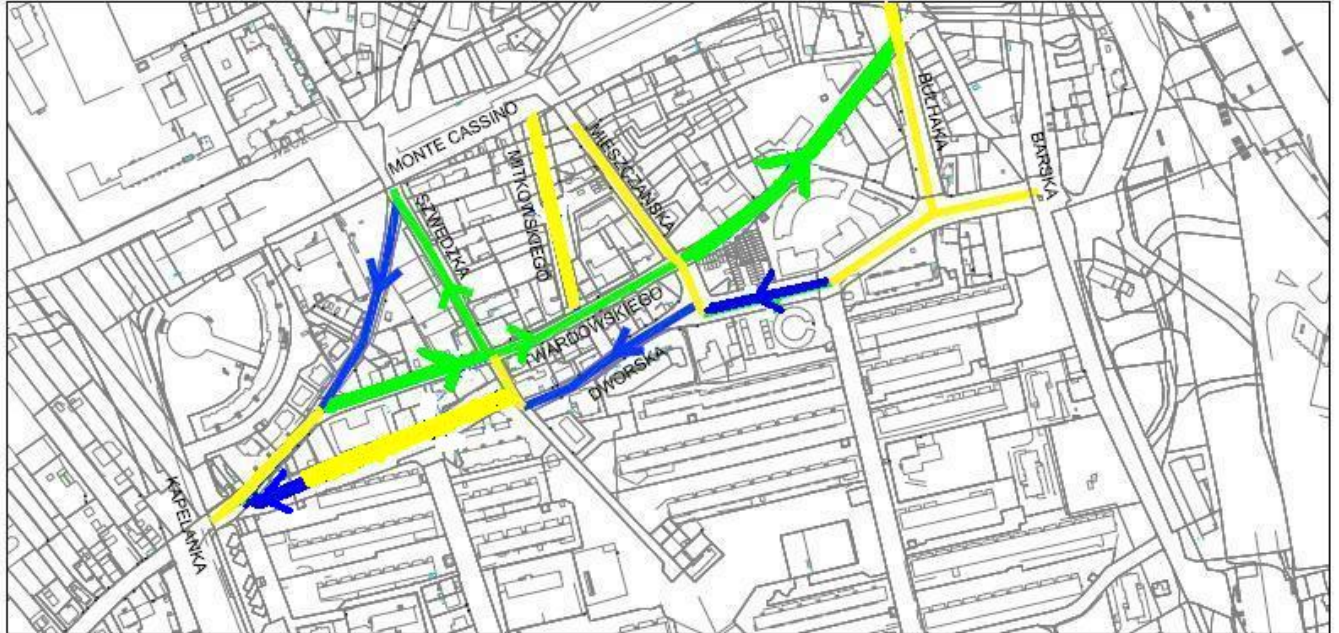 BUŁHAKA
BARSKA
MONTE CASSINO
MIESZCZAŃSKA
MITKOWSKIEGO
SZWEDZKA
TWARDOWSKIEGO
DWORSKA
KAPELANKA